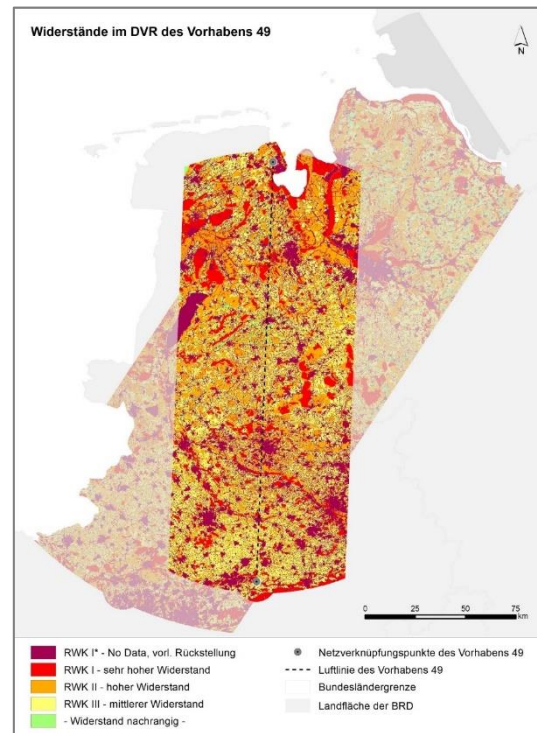 Widerstände im DVR des Vorhabens 49
N
0 25 50 75
km
RWK I* - No Data, vorl. Rückstellung
RWK I - sehr hoher Widerstand
RWK II - hoher Widerstand
RWK III - mittlerer Widerstand
- Widerstand nachrangig -
Netzverknüpfungspunkte des Vorhabens 49
Luftlinie des Vorhabens 49
Bundesländergrenze
Landfläche der BRD